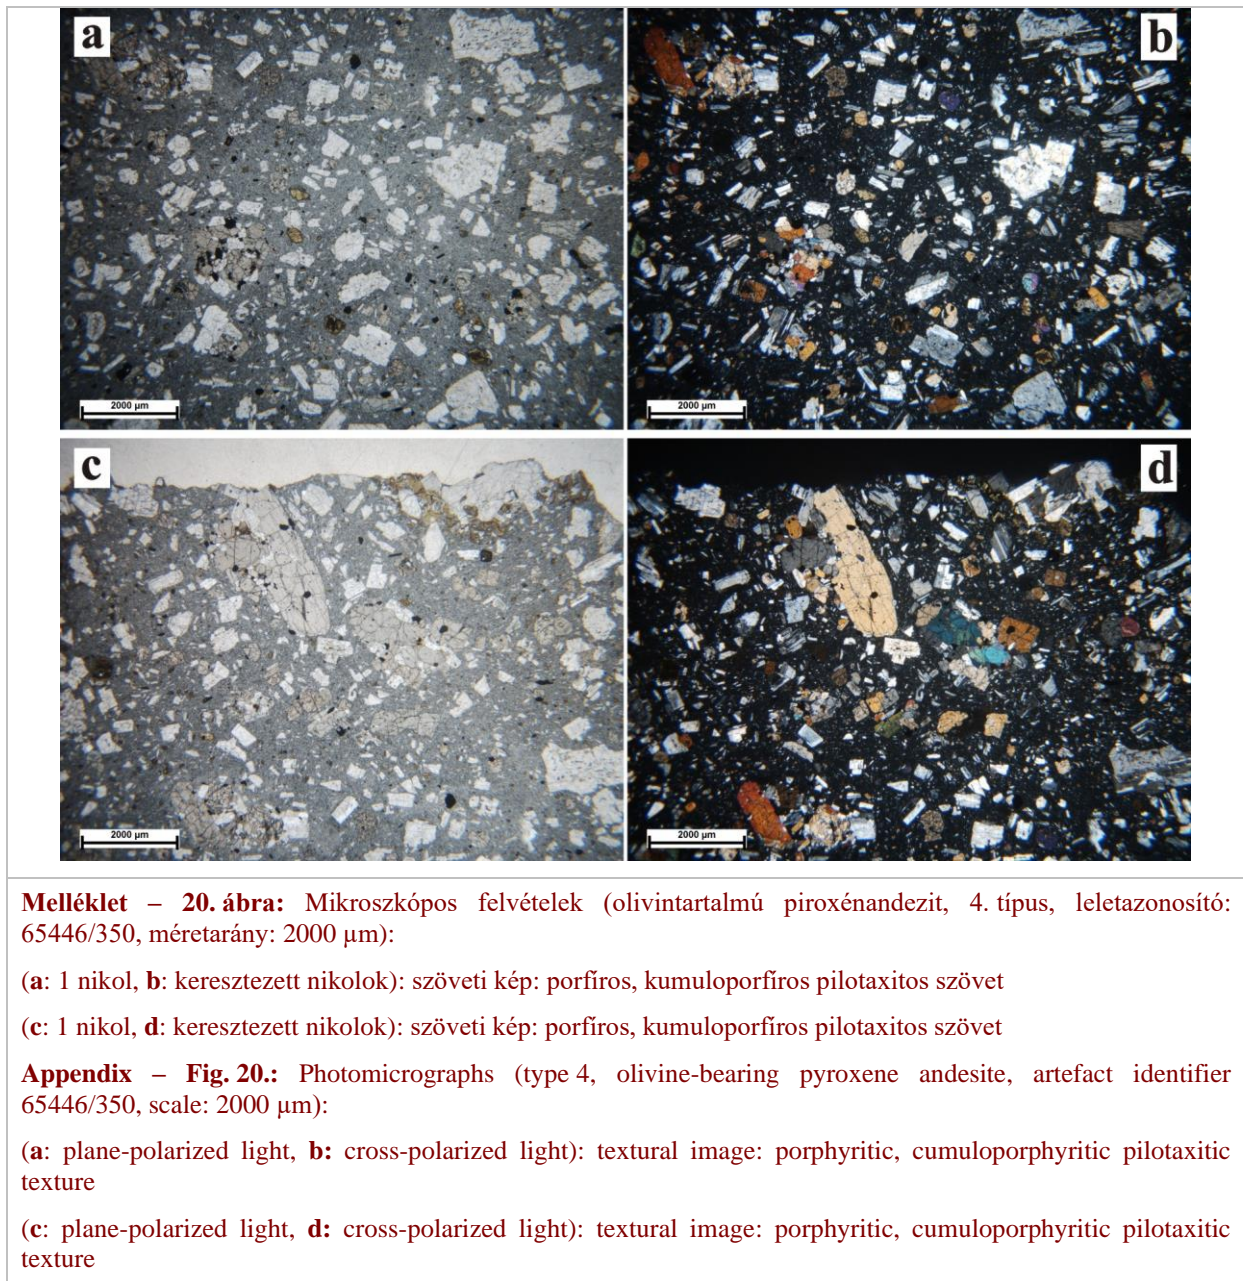 a
b
2000 µm
2000 µm
c
d
2000 µm
2000 µm
Melléklet – 20. ábra: Mikroszkópos felvételek (olivintartalmú piroxénandezit, 4. típus, leletazonosító:
65446/350, méretarány: 2000 µm):
(a: 1 nikol, b: keresztezett nikolok): szöveti kép: porfíros, kumuloporfíros pilotaxitos szövet
(c: 1 nikol, d: keresztezett nikolok): szöveti kép: porfíros, kumuloporfíros pilotaxitos szövet
Appendix – Fig. 20.: Photomicrographs (type 4, olivine-bearing pyroxene andesite, artefact identifier
65446/350, scale: 2000 µm):
(a: plane-polarized light, b: cross-polarized light): textural image: porphyritic, cumuloporphyritic pilotaxitic
texture
(c: plane-polarized light, d: cross-polarized light): textural image: porphyritic, cumuloporphyritic pilotaxitic
texture